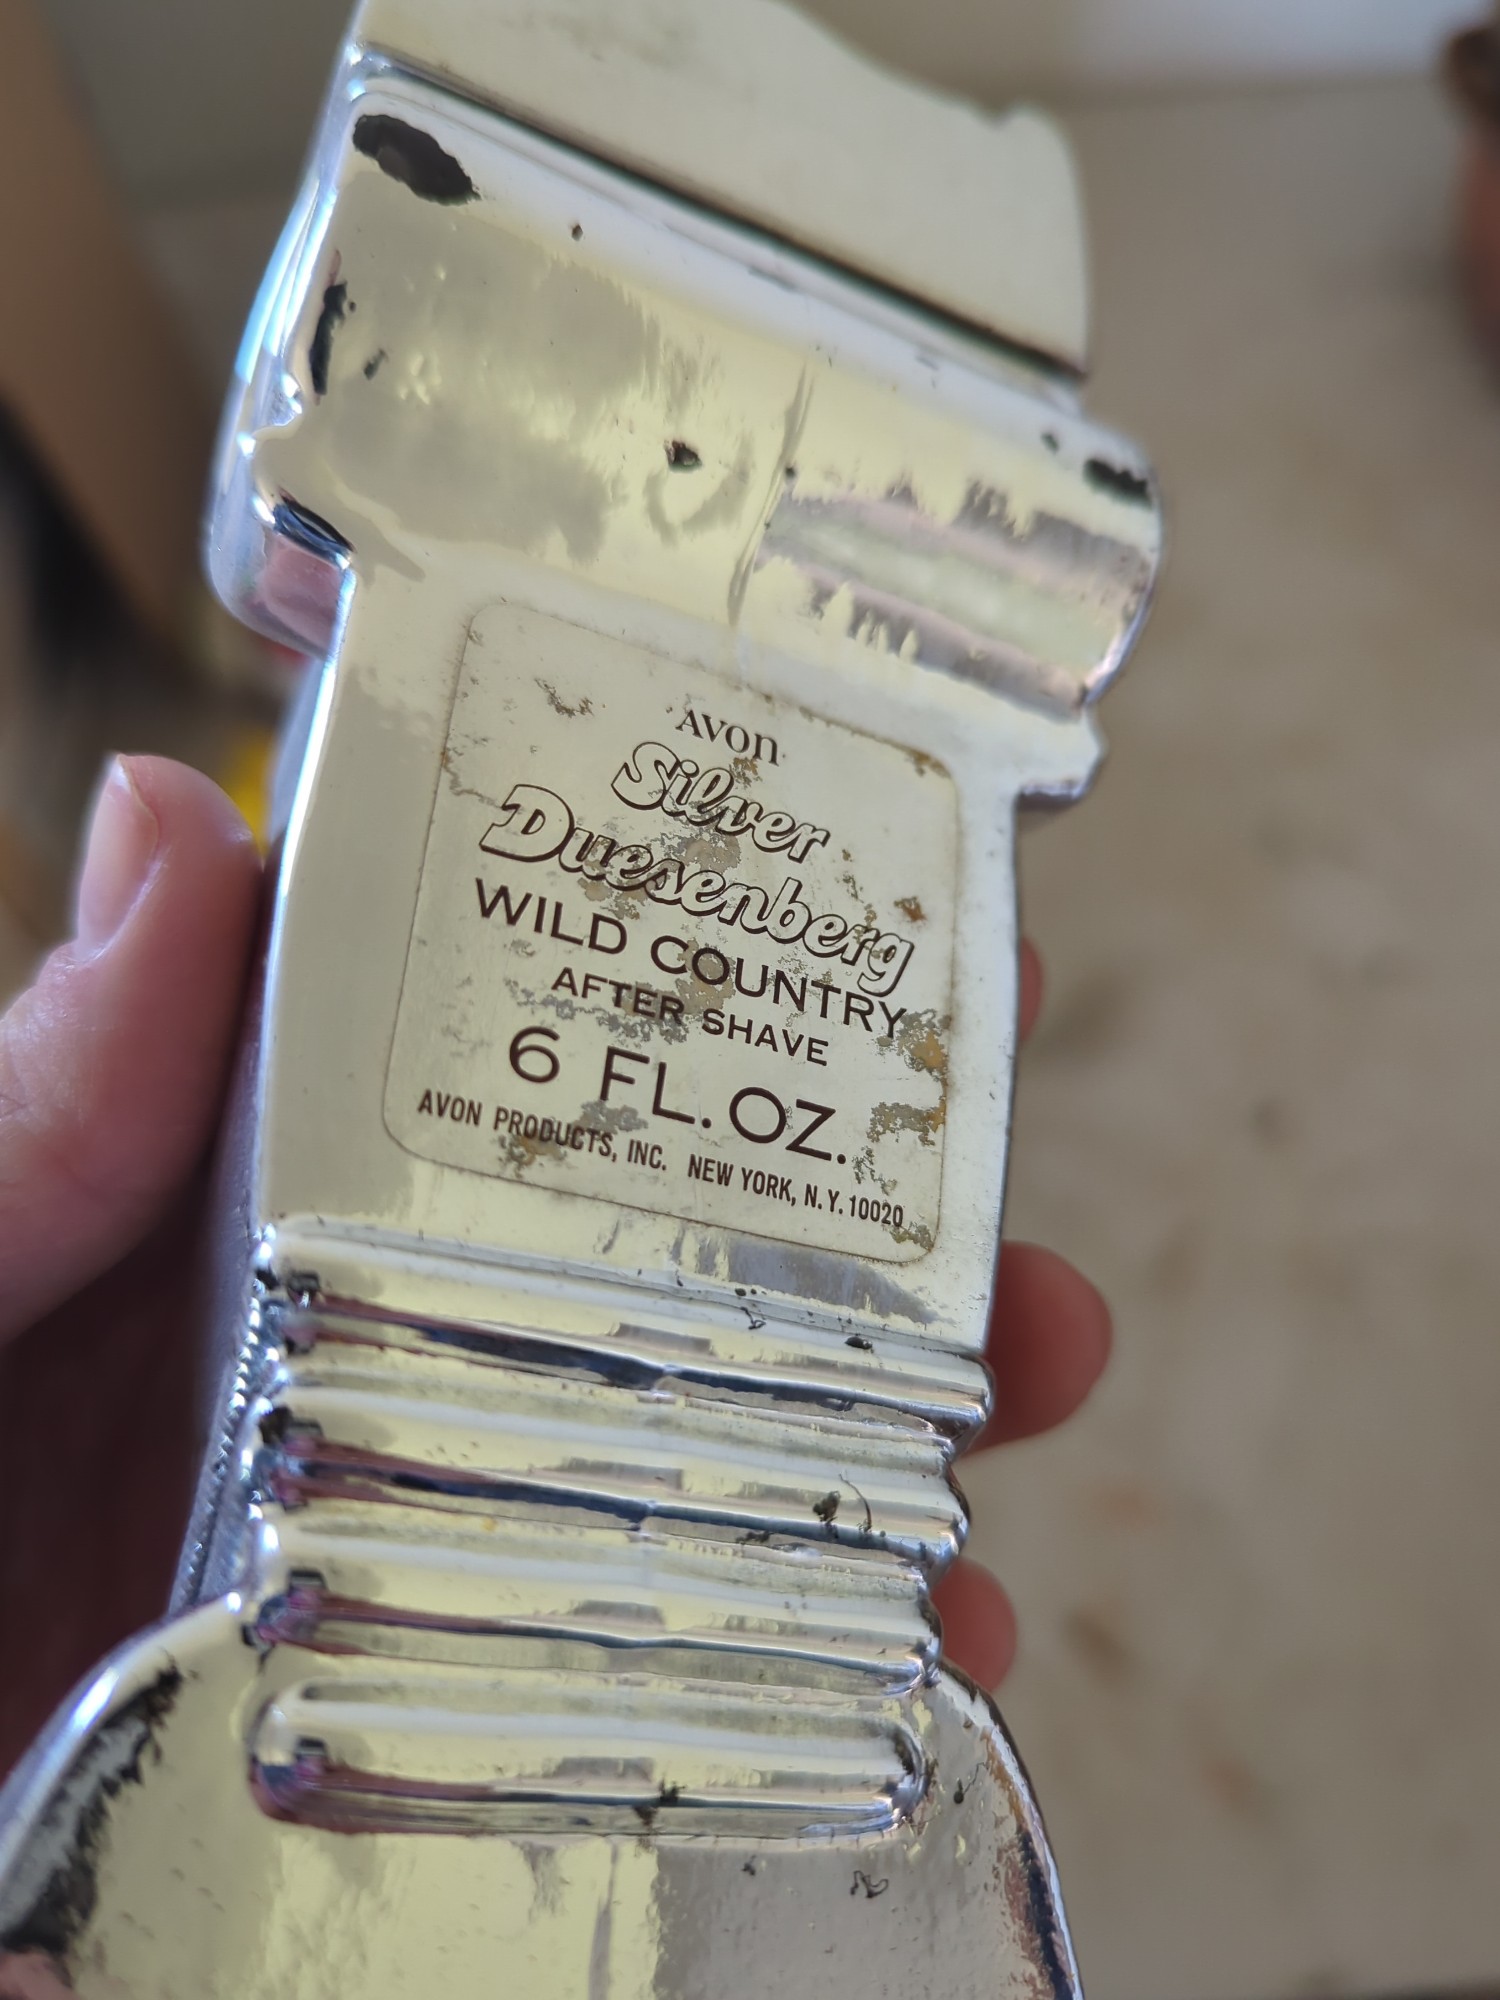 AVON
Silver
Duesenberg
WILD COUNTRY
AFTER SHAVE
6 FL. OZ.
AVON PRODUCTS, INC. NEW YORK, N.Y. 10020